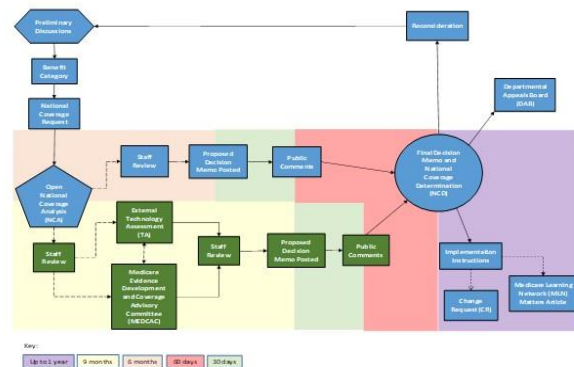 Preliminary
Discussions
Reconsideration
Benefit
Category
Departmental
Appeals Board
(DAB)
National
Coverage
Request
Staff
Review
Proposed
Decision
Memo Posted
Public
Comments
Final Decision
Memo and
National
Coverage
Determination
(NCD)
Open
National
Coverage
Analysis
(NCA)
External
Technology
Assessment
(TA)
Staff
Review
Staff
Review
Proposed
Decision
Memo Posted
Public
Comments
Medicare
Evidence
Development
and Coverage
Advisory
Committee
(MEDCAC)
Implementation
Instructions
Change
Request (CR)
Medicare Learning
Network (MLN)
Matters Article
Key:
Up to 1 year
9 months
6 months
60 days
30 days